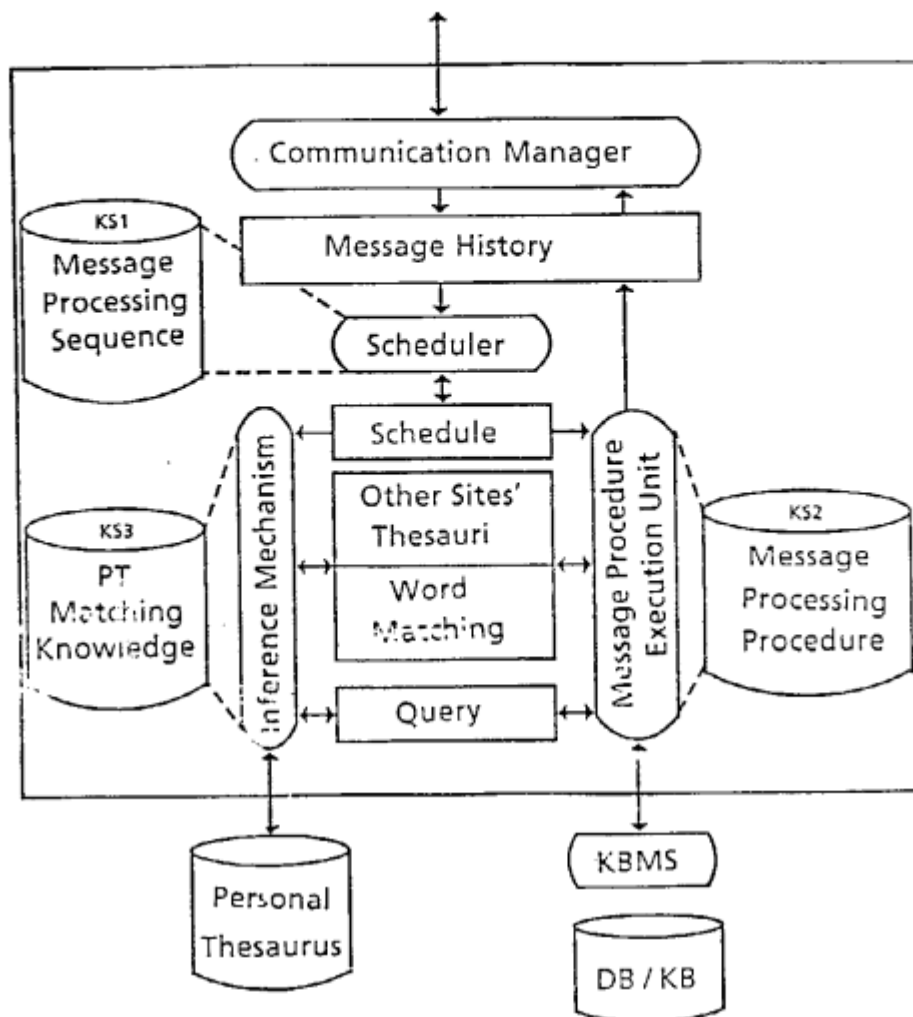 Communication Manager
KS1
Message
Processing
Sequence
Message History
Scheduler
Schedule
Inference Mechanism
Other Sites'
Thesauri
Word
Matching
Query
Message Procedure
Execution Unit
KS3
PT
Matching
Knowledge
KS2
Message
Processing
Procedure
Personal
Thesaurus
KBMS
DB / KB